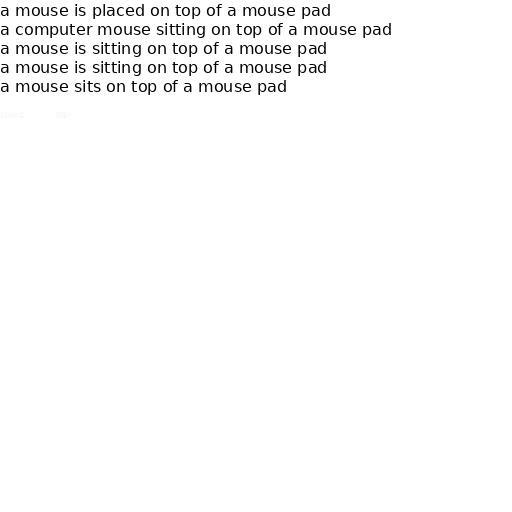 a mouse is placed on top of a mouse pad
a computer mouse sitting on top of a mouse pad
a mouse is sitting on top of a mouse pad
a mouse is sitting on top of a mouse pad
a mouse sits on top of a mouse pad